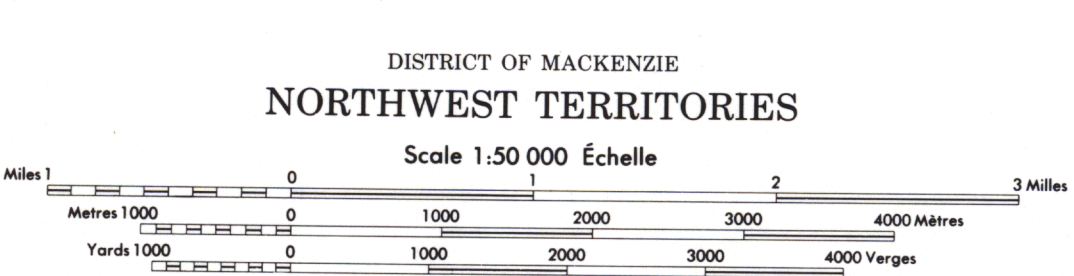 DISTRICT OF MACKENZIE
NORTHWEST TERRITORIES
Scale 1:50 000 Échelle
Miles 1 0 1 2 3 Milles
Metres 1000 0 1000 2000 3000 4000 Mètres
Yards 1000 0 1000 2000 3000 4000 Verges